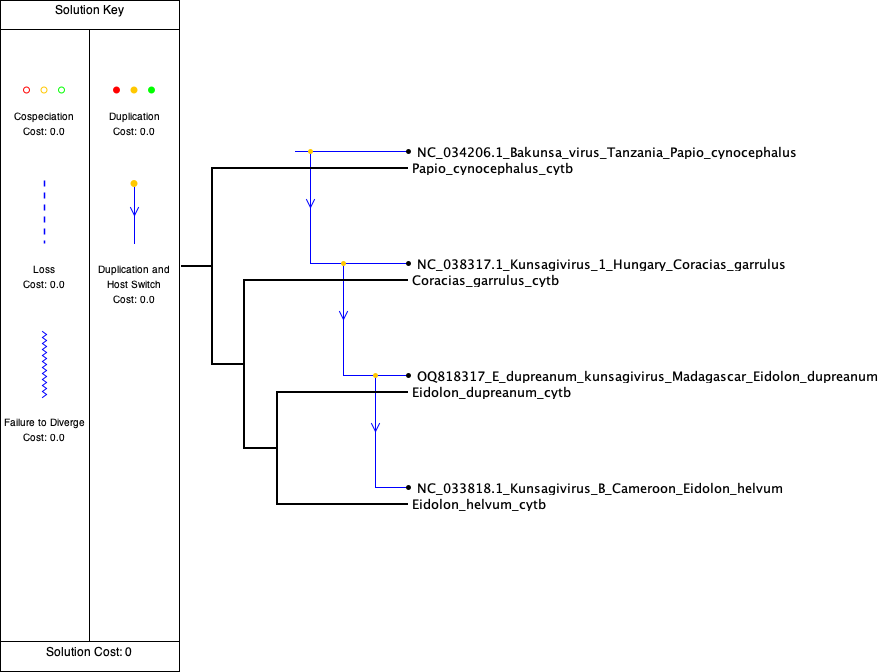 Solution Key
Cospeciation
Cost: 0.0
Duplication
Cost: 0.0
Loss
Cost: 0.0
Duplication and
Host Switch
Cost: 0.0
Failure to Diverge
Cost: 0.0
Solution Cost: 0
NC_034206.1_Bakunsa_virus_Tanzania_Papio_cynocephalus
Papio_cynocephalus_cytb
NC_038317.1_Kunsagivirus_1_Hungary_Coracias_garrulus
Coracias_garrulus_cytb
OQ818317_E_dupreanum_kunsagivirus_Madagascar_Eidolon_dupreanum
Eidolon_dupreanum_cytb
NC_033818.1_Kunsagivirus_B_Cameroon_Eidolon_helvum
Eidolon_helvum_cytb